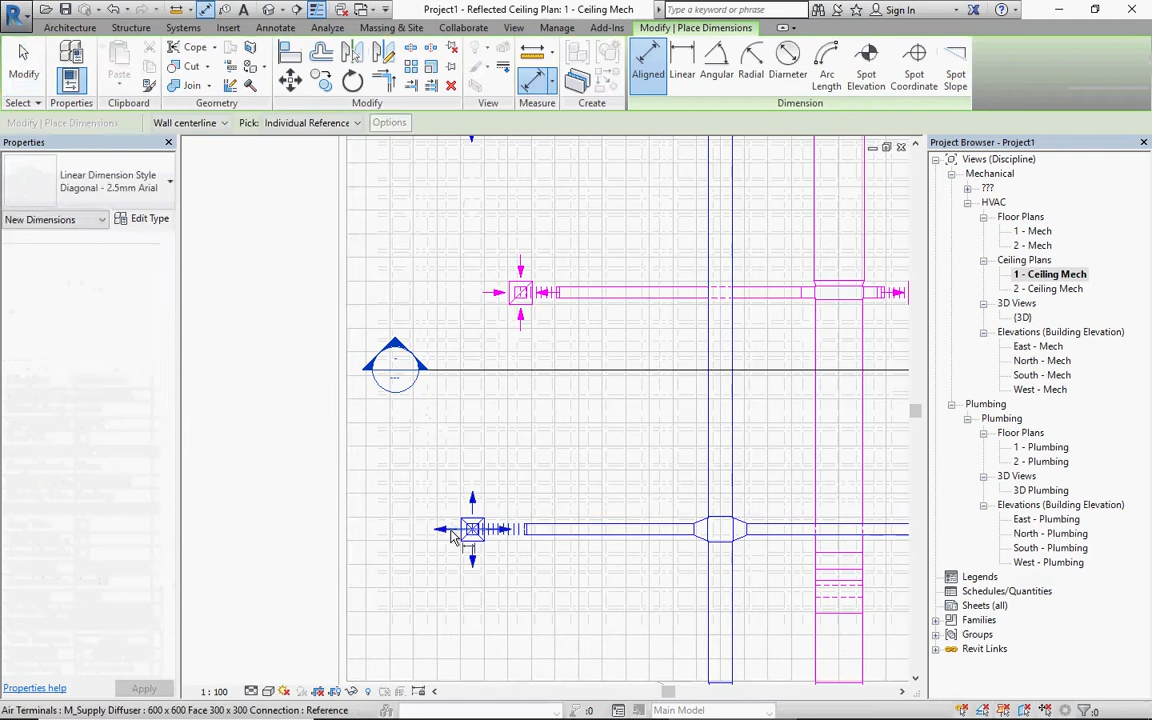 Project1 - Reflected Ceiling Plan: 1 - Ceiling Mech
Type a keyword or phrase
Sign In
Architecture Structure Systems Insert Annotate Analyze Massing & Site Collaborate View Manage Add-Ins Modify | Place Dimensions
Modify
Paste
Cope
Cut
Join
Aligned Linear Angular Radial Diameter Arc Length Spot Elevation Spot Coordinate Spot Slope
Select Properties Clipboard Geometry Modify View Measure Create Dimension
Modify | Place Dimensions Wall centerline Pick: Individual Reference Options
Properties
Linear Dimension Style
Diagonal - 2.5mm Arial
New Dimensions Edit Type
Properties help Apply
Project Browser - Project1
Views (Discipline)
Mechanical
???
HVAC
Floor Plans
1 - Mech
2 - Mech
Ceiling Plans
1 - Ceiling Mech
2 - Ceiling Mech
3D Views
{3D}
Elevations (Building Elevation)
East - Mech
North - Mech
South - Mech
West - Mech
Plumbing
Plumbing
Floor Plans
1 - Plumbing
2 - Plumbing
3D Views
3D Plumbing
Elevations (Building Elevation)
East - Plumbing
North - Plumbing
South - Plumbing
West - Plumbing
Legends
Schedules/Quantities
Sheets (all)
Families
Groups
Revit Links
1 : 100
Air Terminals : M_Supply Diffuser : 600 x 600 Face 300 x 300 Connection : Reference
:0 Main Model :0